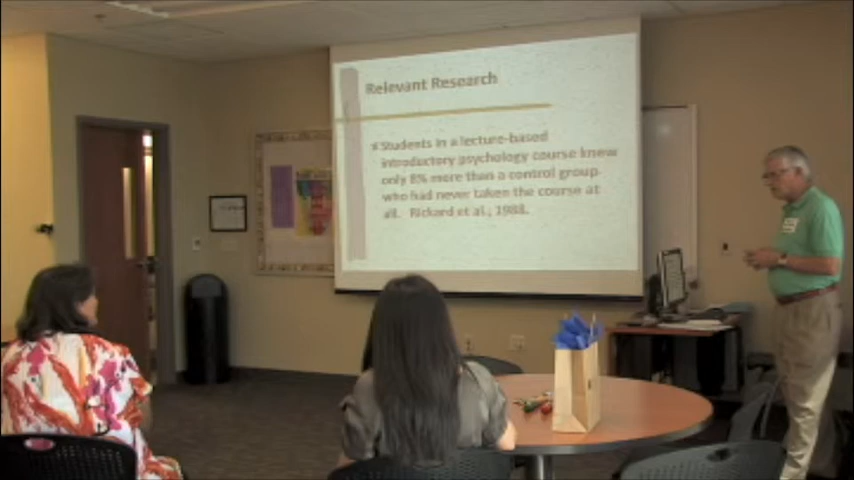 Relevant Research
Students in a lecture-based
introductory psychology course knew
only 8% more than a control group
who had never taken the course at
all. Rickard et al., 1988.